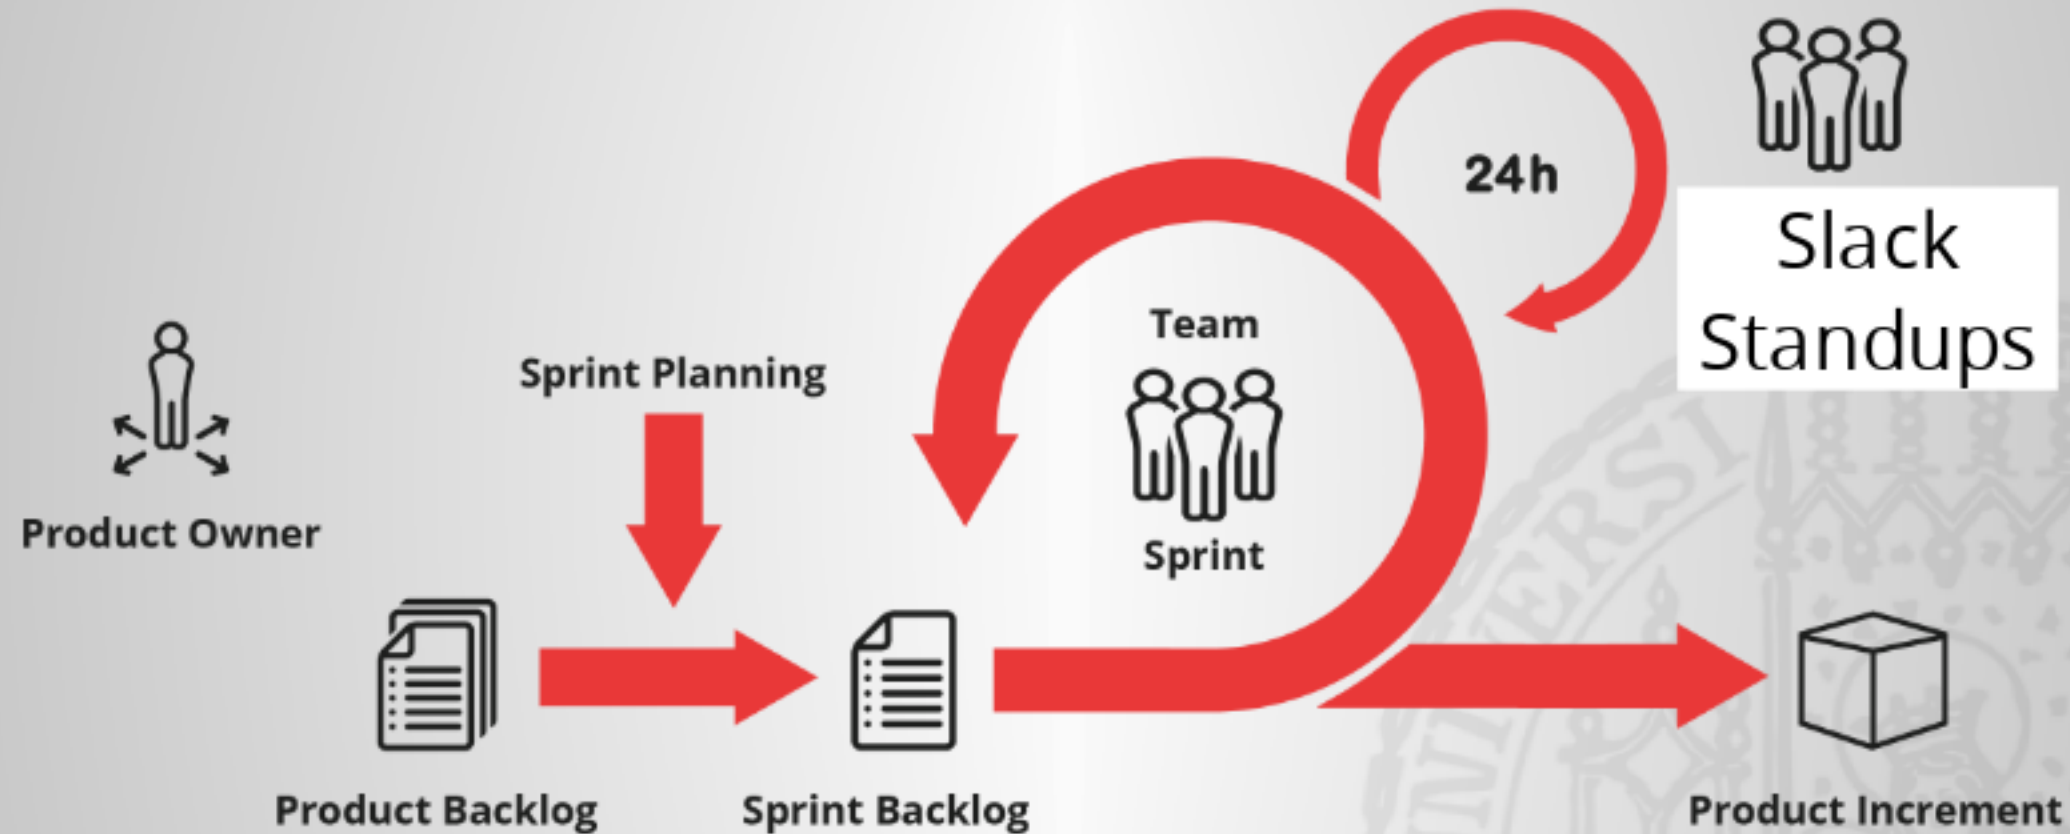 24h
Slack
Standups
Team
Sprint Planning
Product Owner
Sprint
Product Backlog
Sprint Backlog
Product Increment